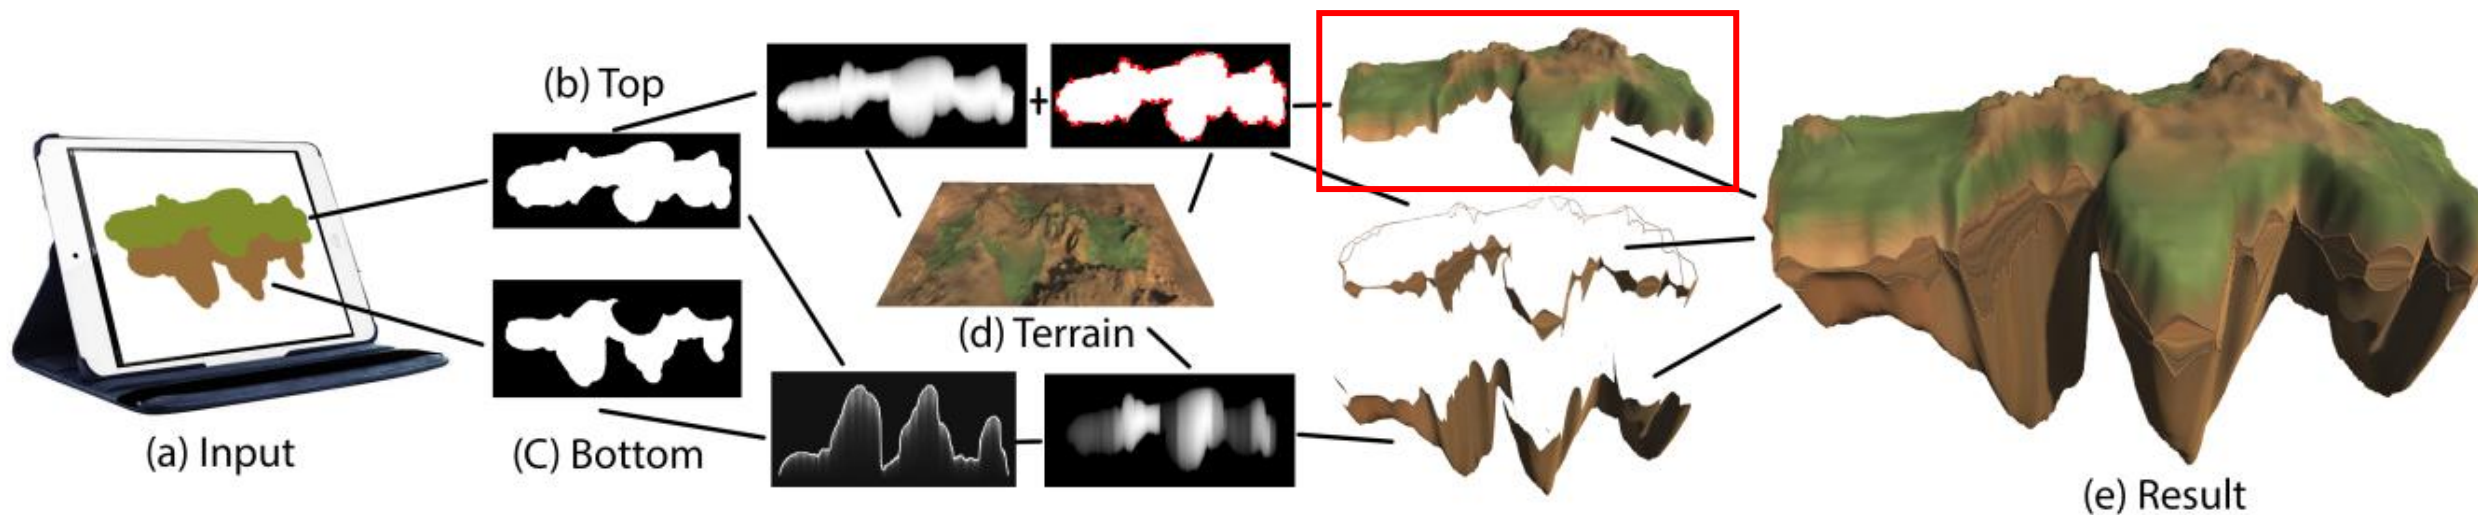 (b) Top
+
(a) Input
(C) Bottom
(d) Terrain
(e) Result